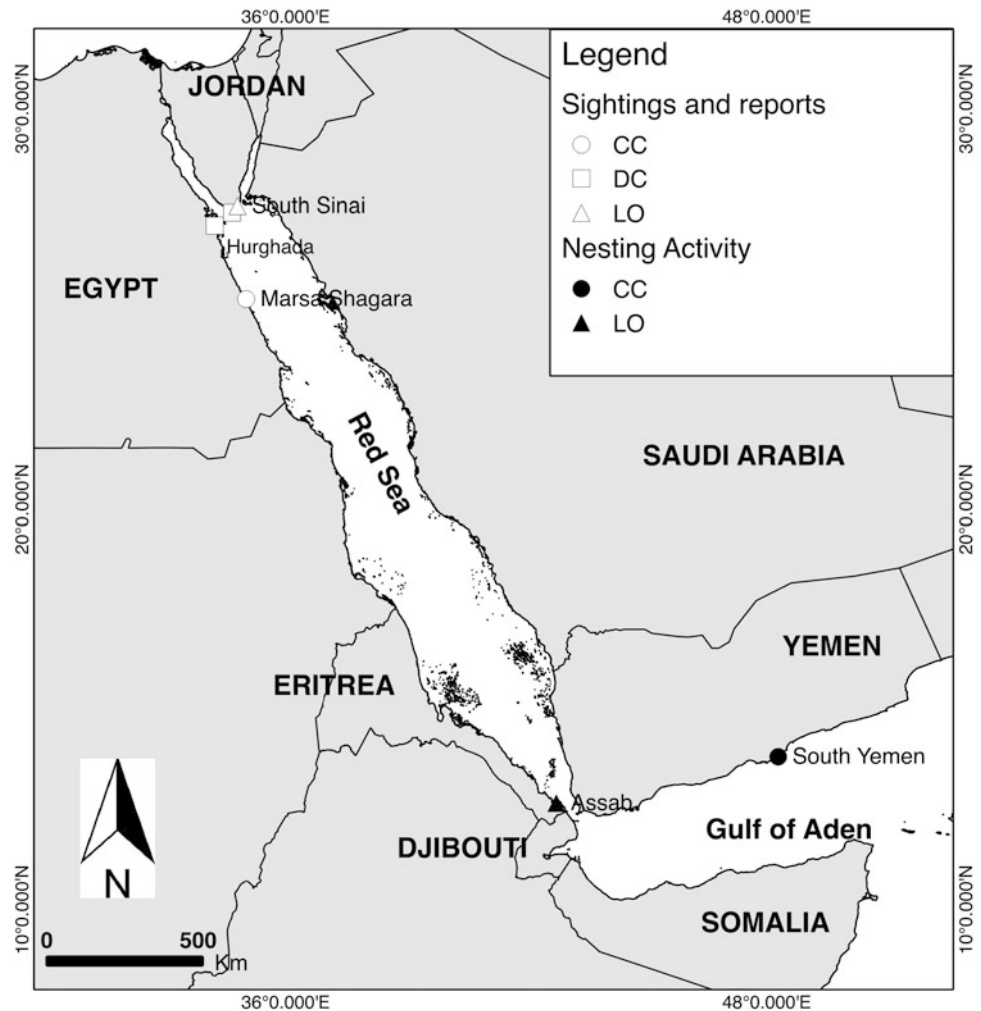 36°0.000'E
48°0.000'E
Legend
Sightings and reports
CC
DC
LO
Nesting Activity
CC
LO
30°0.000'N
30°0.000'N
JORDAN
South Sinai
Hurghada
EGYPT
Marsa Shagara
Red Sea
SAUDI ARABIA
20°0.000'N
20°0.000'N
YEMEN
ERITREA
South Yemen
Assab
Gulf of Aden
DJIBOUTI
SOMALIA
N
10°0.000'N
10°0.000'N
0
500
Km
36°0.000'E
48°0.000'E